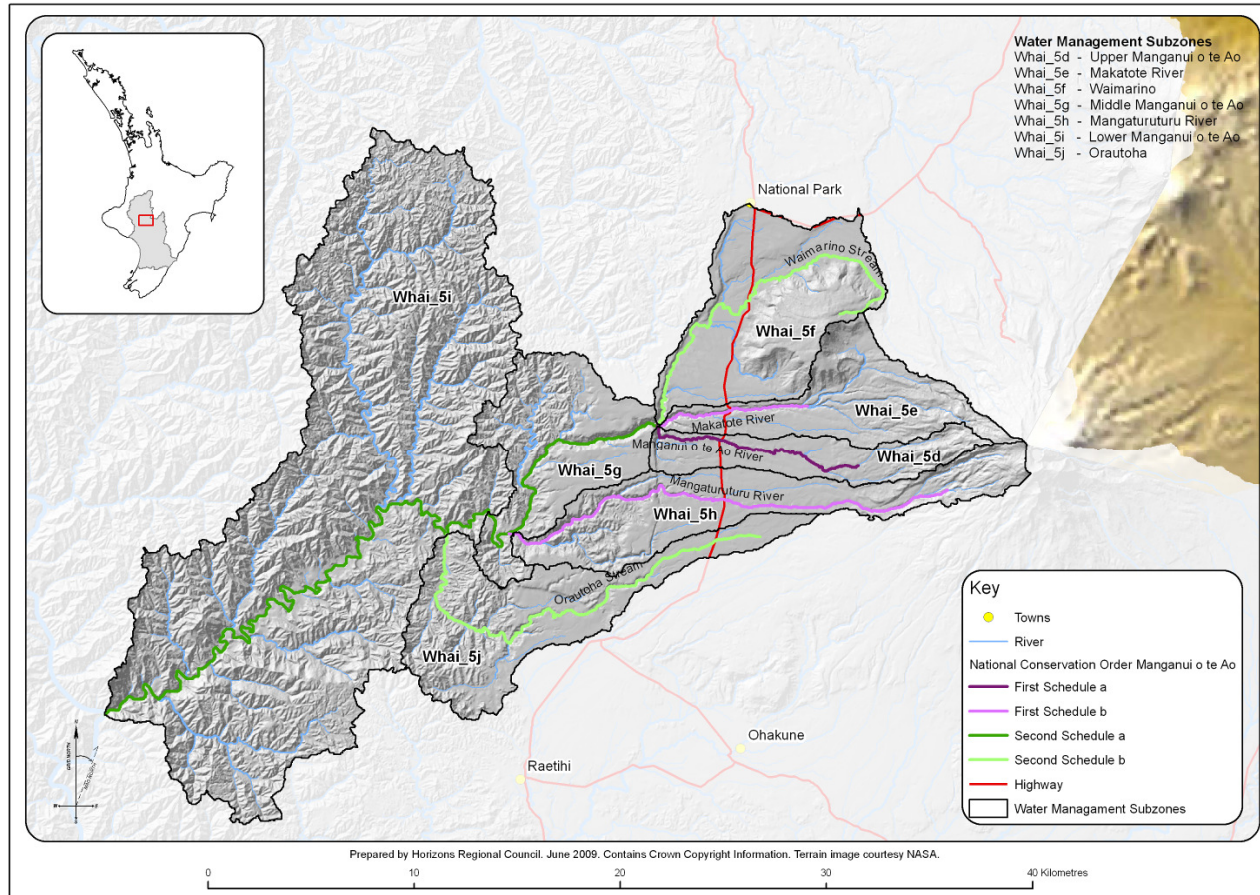 Water Management Subzones
Whai_5d - Upper Manganui o te Ao
Whai_5e - Makatote River
Whai_5f - Waimarino
Whai_5g - Middle Manganui o te Ao
Whai_5h - Mangaturuturu River
Whai_5i - Lower Manganui o te Ao
Whai_5j - Orautoha
National Park
Waimarino Stream
Whai_5i
Whai_5f
Whai_5e
Makatote River
Manganui o te Ao River
Whai_5d
Whai_5g
Mangaturuturu River
Whai_5h
Orautoha Stream
Whai_5j
Ohakune
Raetihi
GRID NORTH
Key
Towns
River
National Conservation Order Manganui o te Ao
First Schedule a
First Schedule b
Second Schedule a
Second Schedule b
Highway
Water Managament Subzones
Prepared by Horizons Regional Council. June 2009. Contains Crown Copyright Information. Terrain image courtesy NASA.
0 10 20 30 40 Kilometres